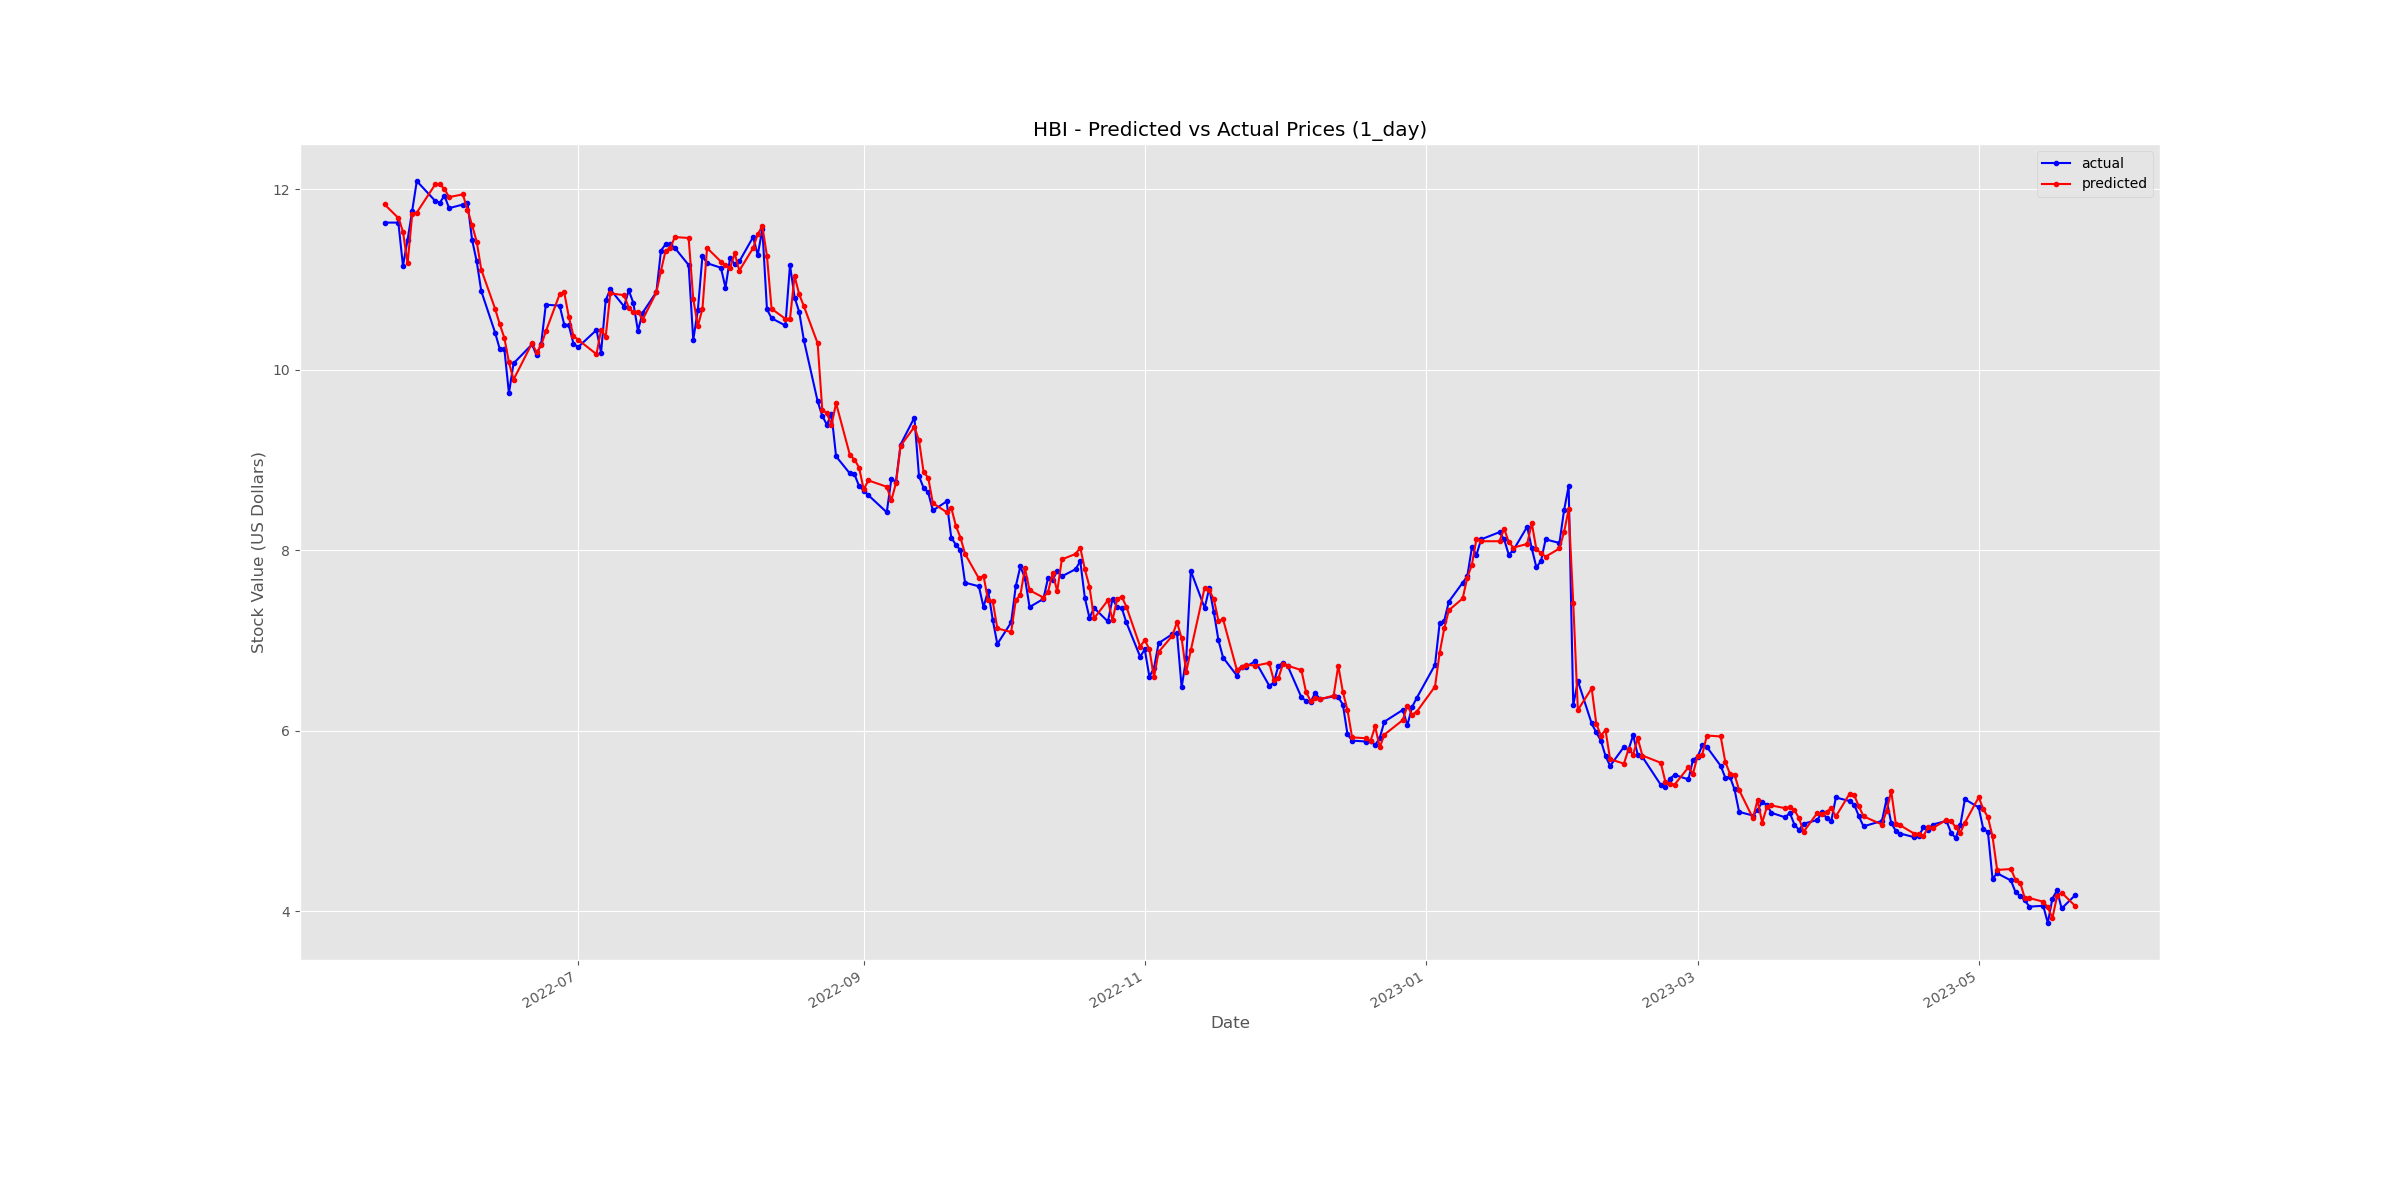 HBI - Predicted vs Actual Prices (1_day)
actual
predicted
Stock Value (US Dollars)
12
10
8
6
4
2022-07
2022-09
2022-11
2023-01
2023-03
2023-05
Date